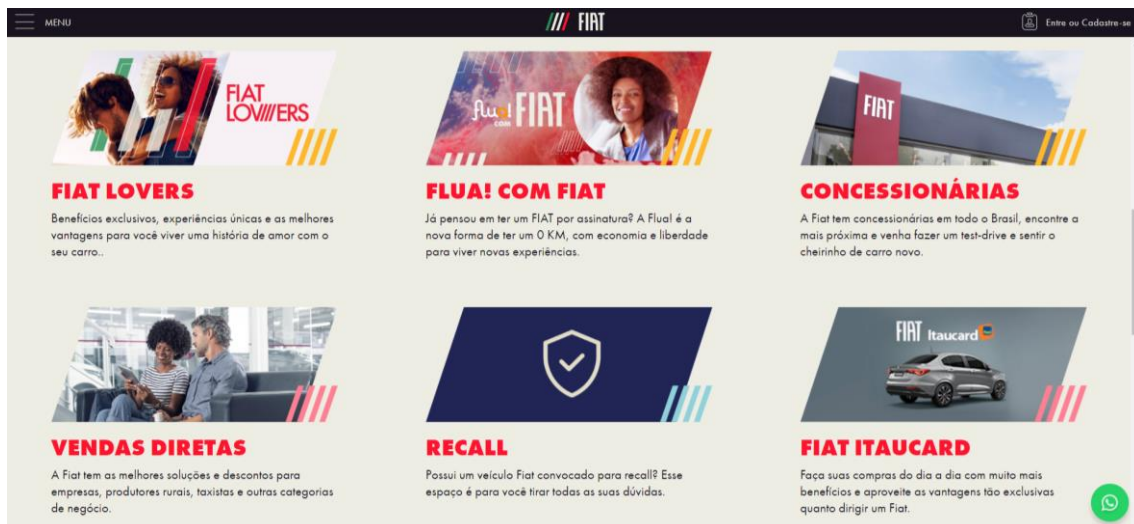 MENU
FIAT
Entre ou Cadastre-se
FIAT
LOVERS
flua!
com
FIAT
FIAT
FIAT LOVERS
Benefícios exclusivos, experiências únicas e as melhores
vantagens para você viver uma história de amor com o
seu carro..
FLUA! COM FIAT
Já pensou em ter um FIAT por assinatura? A Flua! é a
nova forma de ter um 0 KM, com economia e liberdade
para viver novas experiências.
CONCESSIONÁRIAS
A Fiat tem concessionárias em todo o Brasil, encontre a
mais próxima e venha fazer um test-drive e sentir o
cheirinho de carro novo.
FIAT Itaucard
VENDAS DIRETAS
A Fiat tem as melhores soluções e descontos para
empresas, produtores rurais, taxistas e outras categorias
de negócio.
RECALL
Possui um veículo Fiat convocado para recall? Esse
espaço é para você tirar todas as suas dúvidas.
FIAT ITAUCARD
Faça suas compras do dia a dia com muito mais
benefícios e aproveite as vantagens tão exclusivas
quanto dirigir um Fiat.